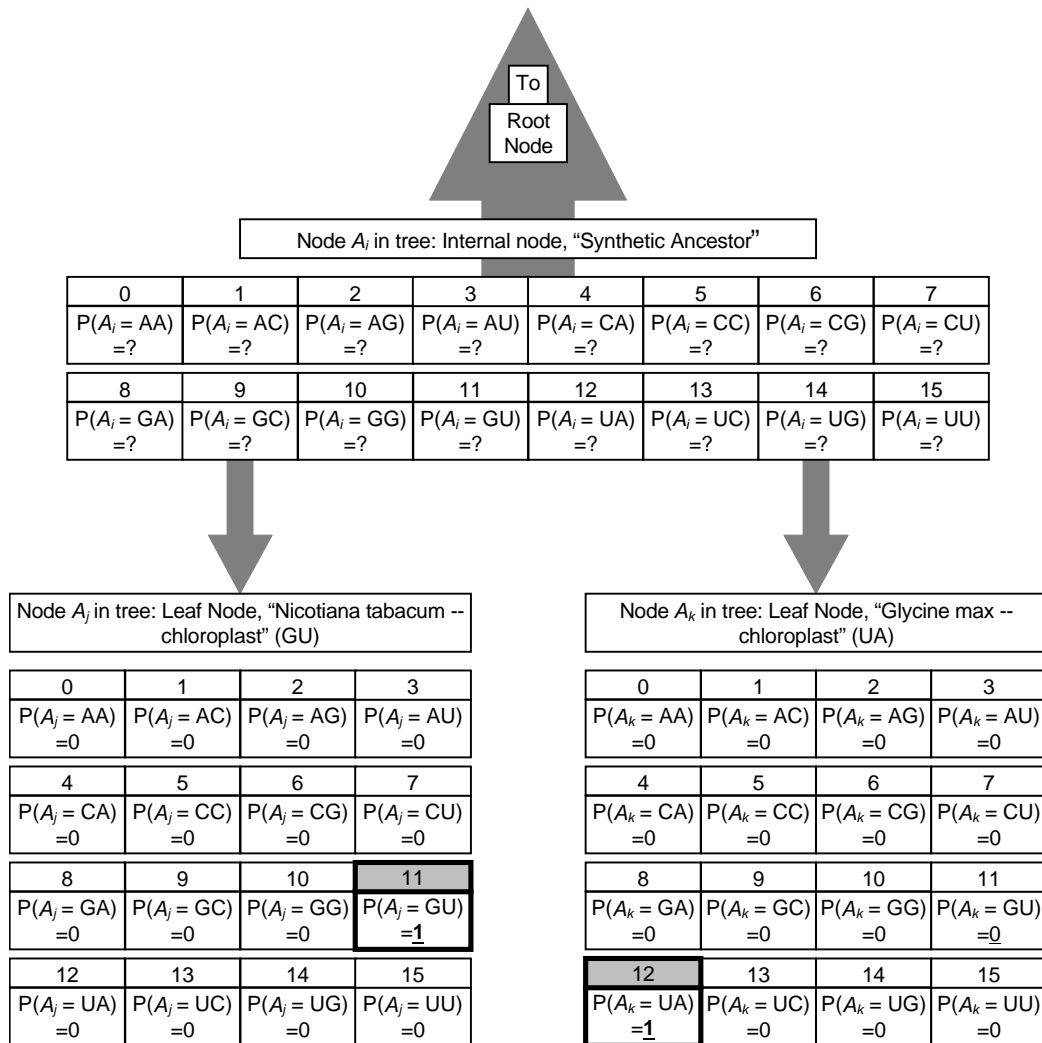 To
Root
Node
Node Ai in tree: Internal node, “Synthetic Ancestor”
0 1 2 3 4 5 6 7
P(Ai = AA) P(Ai = AC) P(Ai = AG) P(Ai = AU) P(Ai = CA) P(Ai = CC) P(Ai = CG) P(Ai = CU)
=? =? =? =? =? =? =? =?
8 9 10 11 12 13 14 15
P(Ai = GA) P(Ai = GC) P(Ai = GG) P(Ai = GU) P(Ai = UA) P(Ai = UC) P(Ai = UG) P(Ai = UU)
=? =? =? =? =? =? =? =?
Node Aj in tree: Leaf Node, “Nicotiana tabacum --
chloroplast” (GU)
0 1 2 3
P(Aj = AA) P(Aj = AC) P(Aj = AG) P(Aj = AU)
=0 =0 =0 =0
4 5 6 7
P(Aj = CA) P(Aj = CC) P(Aj = CG) P(Aj = CU)
=0 =0 =0 =0
8 9 10 11
P(Aj = GA) P(Aj = GC) P(Aj = GG) P(Aj = GU)
=0 =0 =0 =1
12 13 14 15
P(Aj = UA) P(Aj = UC) P(Aj = UG) P(Aj = UU)
=0 =0 =0 =0
Node Ak in tree: Leaf Node, “Glycine max --
chloroplast” (UA)
0 1 2 3
P(Ak = AA) P(Ak = AC) P(Ak = AG) P(Ak = AU)
=0 =0 =0 =0
4 5 6 7
P(Ak = CA) P(Ak = CC) P(Ak = CG) P(Ak = CU)
=0 =0 =0 =0
8 9 10 11
P(Ak = GA) P(Ak = GC) P(Ak = GG) P(Ak = GU)
=0 =0 =0 =0
12 13 14 15
P(Ak = UA) P(Ak = UC) P(Ak = UG) P(Ak = UU)
=1 =0 =0 =0